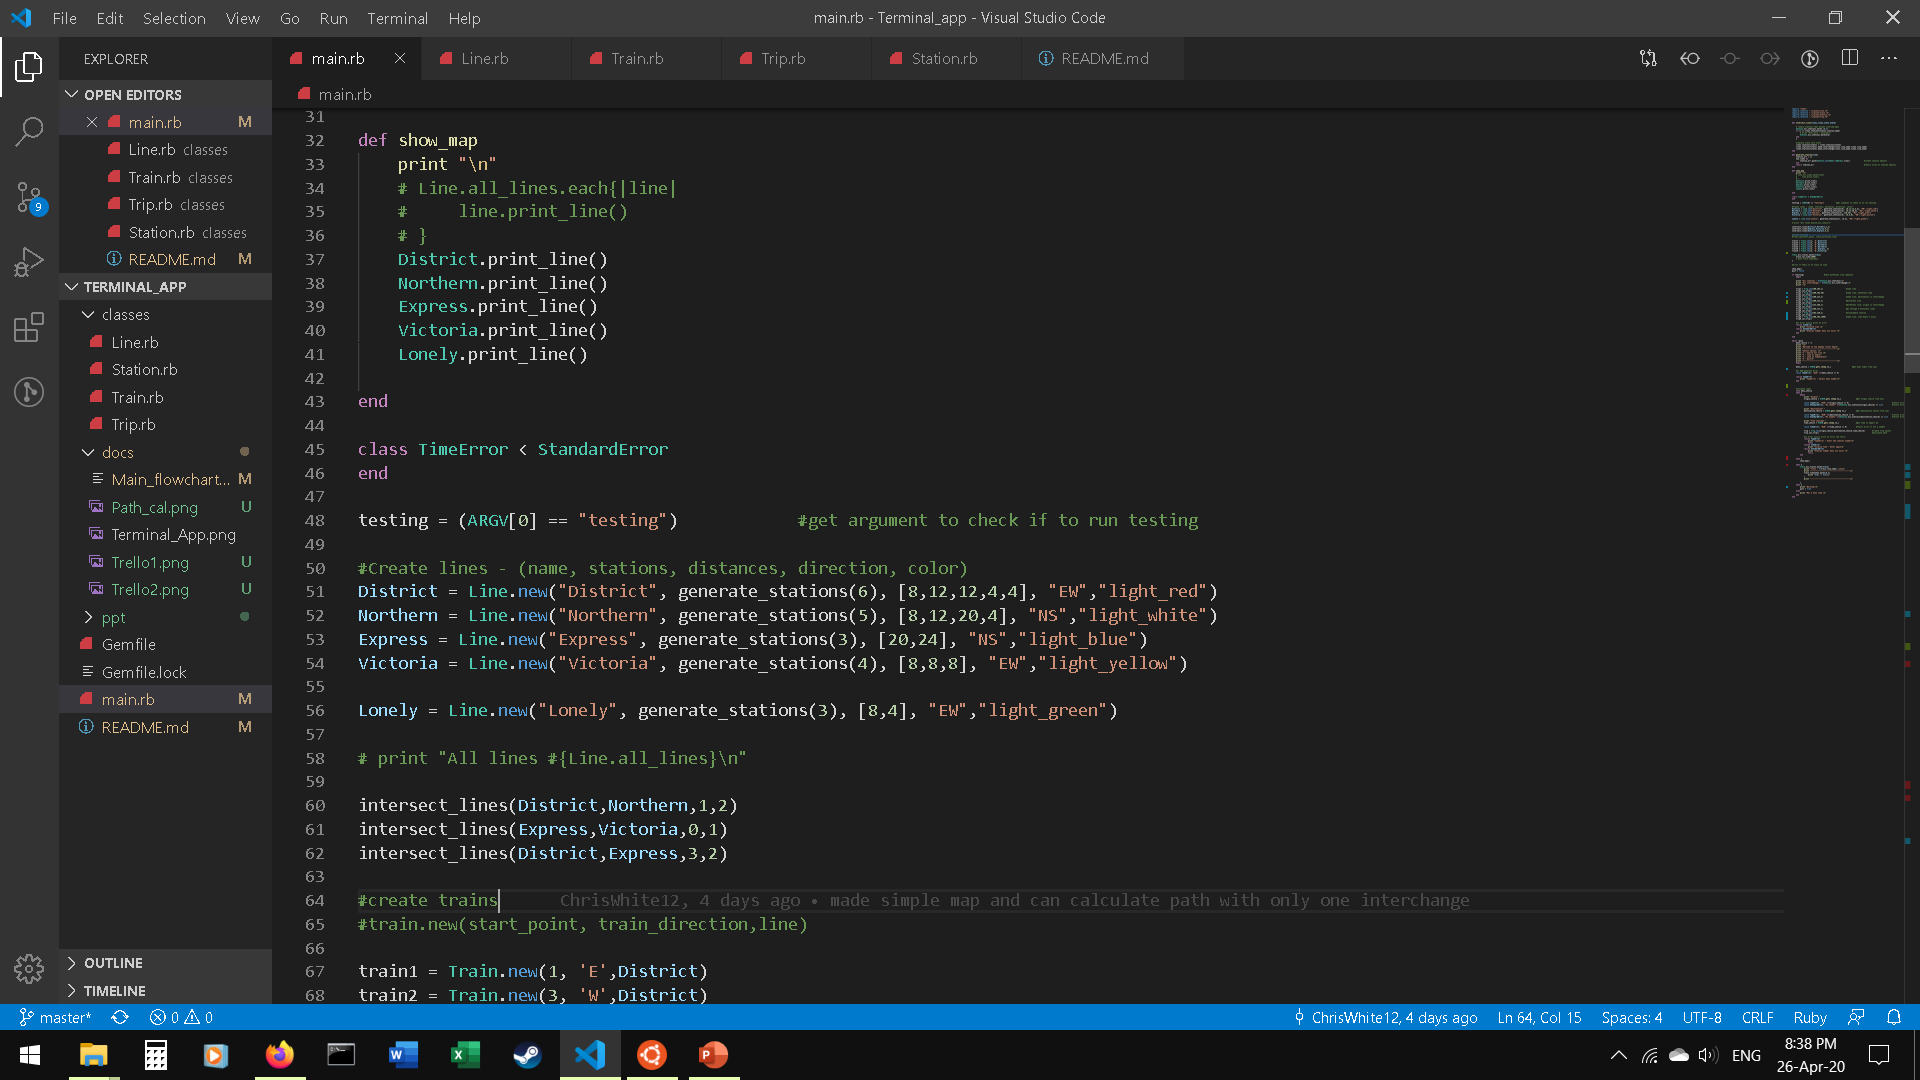 File Edit Selection View Go Run Terminal Help
main.rb - Terminal_app - Visual Studio Code
EXPLORER
main.rb
Line.rb
Train.rb
Trip.rb
Station.rb
README.md
OPEN EDITORS
main.rb M
Line.rb classes
Train.rb classes
Trip.rb classes
Station.rb classes
README.md M
TERMINAL_APP
classes
Line.rb
Station.rb
Train.rb
Trip.rb
docs
Main_flowchart... M
Path_cal.png U
Terminal_App.png
Trello1.png U
Trello2.png U
ppt
Gemfile
Gemfile.lock
main.rb M
README.md M
OUTLINE
TIMELINE
9
main.rb
31
32 def show_map
33 print "\n"
34 # Line.all_lines.each{|line|
35 # line.print_line()
36 # }
37 District.print_line()
38 Northern.print_line()
39 Express.print_line()
40 Victoria.print_line()
41 Lonely.print_line()
42
43 end
44
45 class TimeError < StandardError
46 end
47
48 testing = (ARGV[0] == "testing") #get argument to check if to run testing
49
50 #Create lines - (name, stations, distances, direction, color)
51 District = Line.new("District", generate_stations(6), [8,12,12,4,4], "EW","light_red")
52 Northern = Line.new("Northern", generate_stations(5), [8,12,20,4], "NS","light_white")
53 Express = Line.new("Express", generate_stations(3), [20,24], "NS","light_blue")
54 Victoria = Line.new("Victoria", generate_stations(4), [8,8,8], "EW","light_yellow")
55
56 Lonely = Line.new("Lonely", generate_stations(3), [8,4], "EW","light_green")
57
58 # print "All lines #{Line.all_lines}\n"
59
60 intersect_lines(District,Northern,1,2)
61 intersect_lines(Express,Victoria,0,1)
62 intersect_lines(District,Express,3,2)
63
64 #create trains ChrisWhite12, 4 days ago • made simple map and can calculate path with only one interchange
65 #train.new(start_point, train_direction,line)
66
67 train1 = Train.new(1, 'E',District)
68 train2 = Train.new(3, 'W',District)
master* 0 0
ChrisWhite12, 4 days ago Ln 64, Col 15 Spaces: 4 UTF-8 CRLF Ruby
ENG
8:38 PM
26-Apr-20